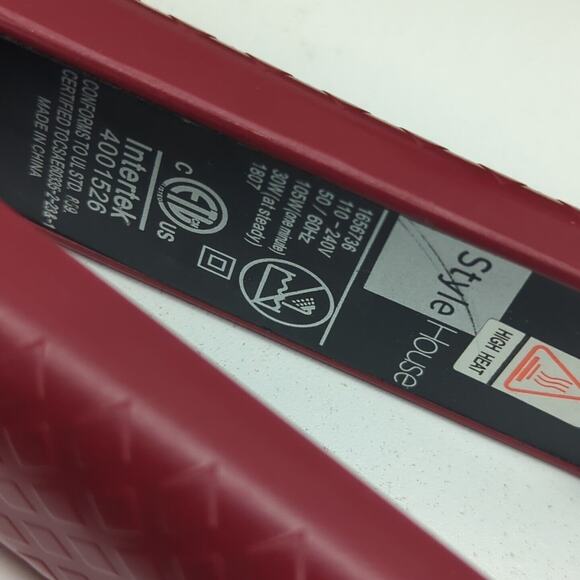 Style House
HIGH HEAT
1656736
110 - 240V
50 / 60Hz
105W (one minute)
30W (at steady)
1807
C ETL US
Intertek
4001526
CONFORMS TO UL STD. 859,
CERTIFIED TO CSA E60335-2-23
MADE IN CHINA